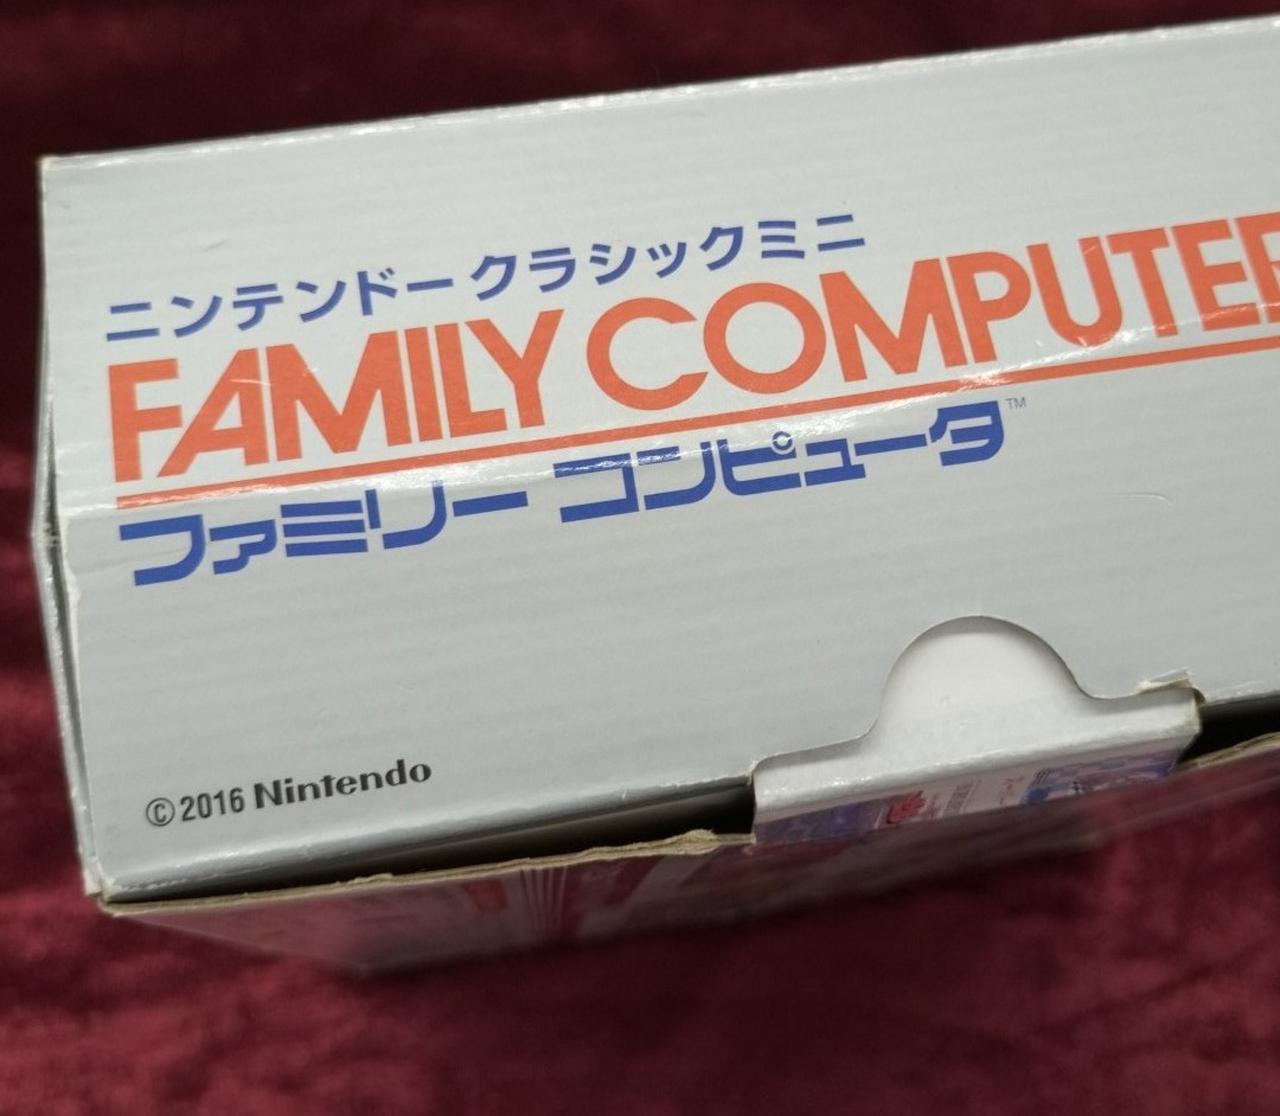 ニンテンドークラシックミニ
FAMILY COMPUTER
ファミリー コンピュータ™
©2016 Nintendo